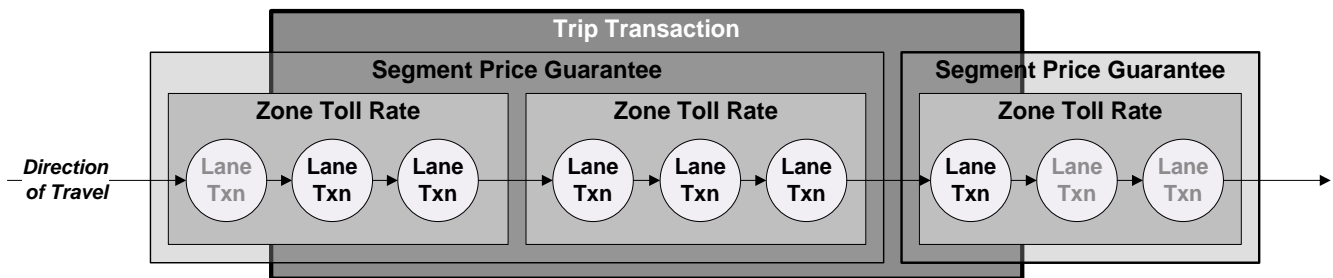 Trip Transaction
Segment Price Guarantee
Segment Price Guarantee
Zone Toll Rate
Zone Toll Rate
Zone Toll Rate
Direction
of Travel
Lane
Txn
Lane
Txn
Lane
Txn
Lane
Txn
Lane
Txn
Lane
Txn
Lane
Txn
Lane
Txn
Lane
Txn